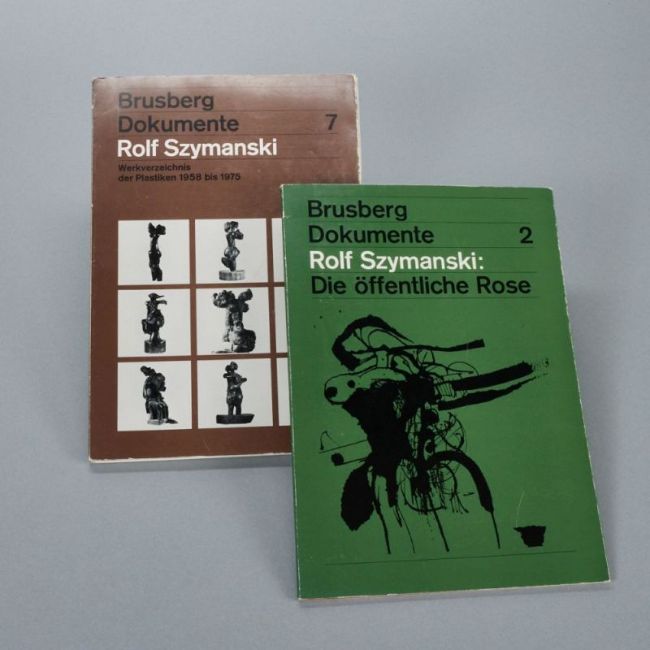 Brusberg
Dokumente 7
Rolf Szymanski
Werkverzeichnis
der Plastiken 1958 bis 1975
Brusberg
Dokumente 2
Rolf Szymanski:
Die öffentliche Rose